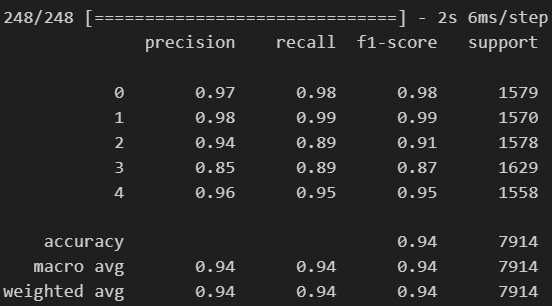 248/248 [==============================] - 2s 6ms/step
              precision    recall  f1-score   support

           0       0.97      0.98      0.98      1579
           1       0.98      0.99      0.99      1570
           2       0.94      0.89      0.91      1578
           3       0.85      0.89      0.87      1629
           4       0.96      0.95      0.95      1558

    accuracy                           0.94      7914
   macro avg       0.94      0.94      0.94      7914
weighted avg       0.94      0.94      0.94      7914